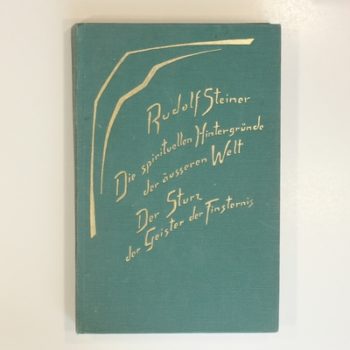 Rudolf Steiner
Die spirituellen Hintergründe
der äusseren Welt
Der Sturz
der Geister der Finsternis